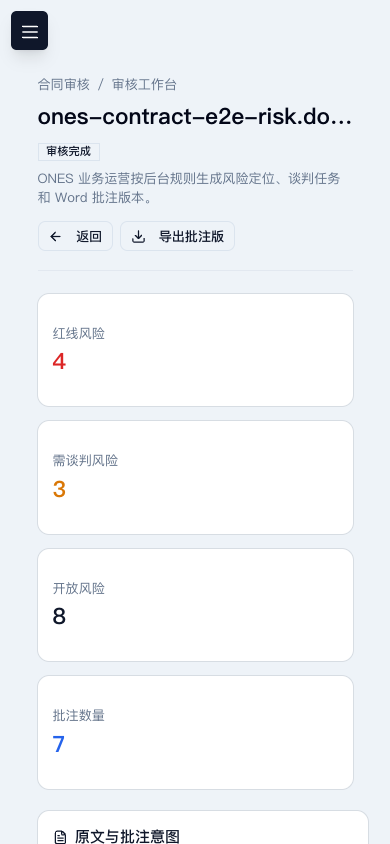 合同审核 / 审核工作台
ones-contract-e2e-risk.do...
审核完成
ONES 业务运营按后台规则生成风险定位、谈判任务
和 Word 批注版本。
返回 导出批注版
红线风险
4
需谈判风险
3
开放风险
8
批注数量
7
原文与批注意图